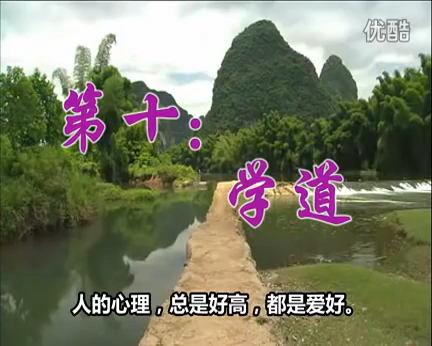 优酷
第十：
学道
人的心理，总是好高，都是爱好。